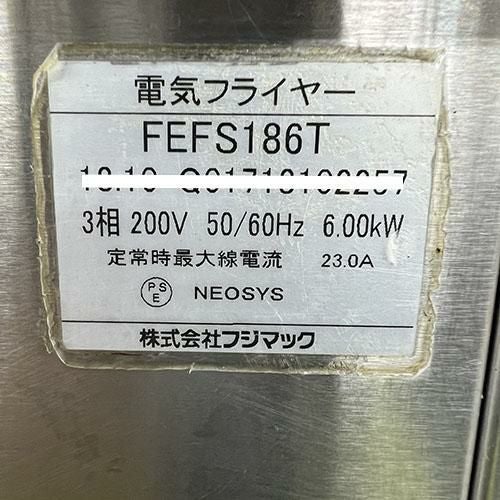 電気フライヤー
FEFS186T
3相 200V 50/60Hz 6.00kW
定常時最大線電流 23.0A
PS
E NEOSYS
株式会社フジマック